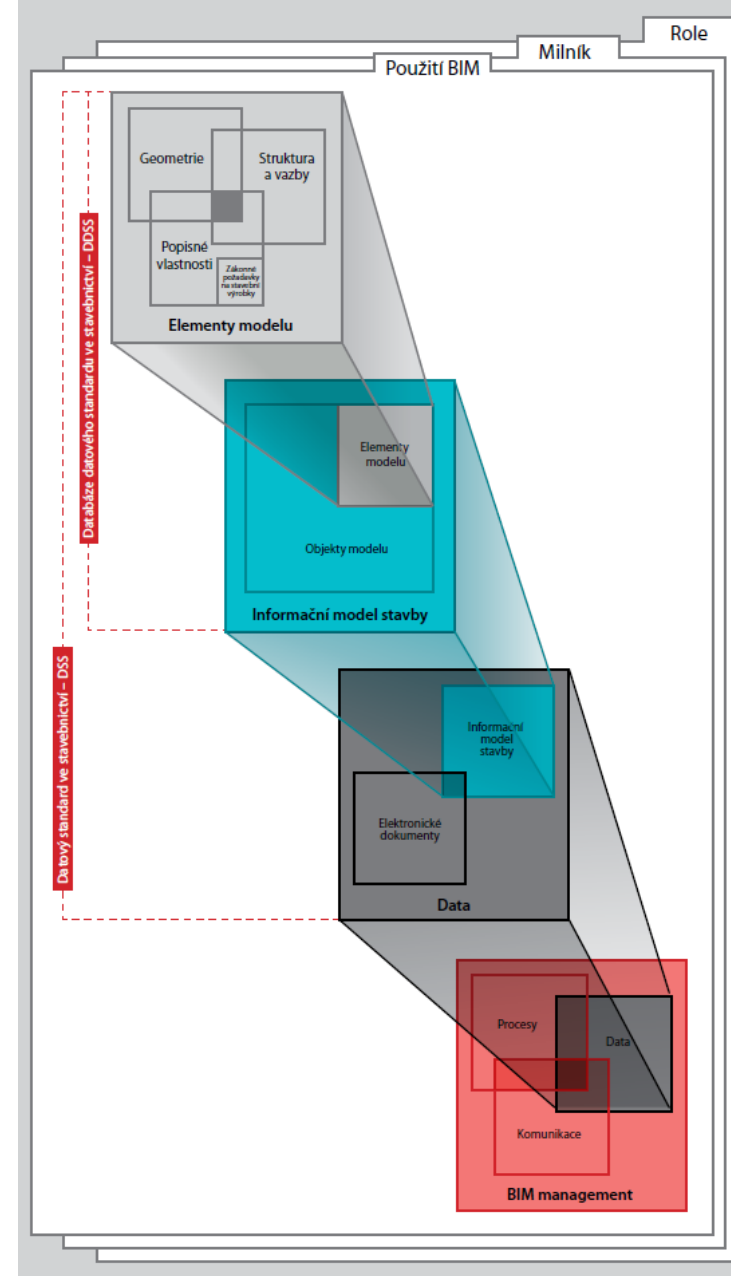 Role
Milník
Použití BIM
Geometrie
Struktura
a vazby
Popisné
vlastnosti
Zákonné
požadavky
na stavební
výrobky
Elementy modelu
Databáze datového standardu ve stavebnictví – DDSS
Elementy
modelu
Objekty modelu
Informační model stavby
Datový standard ve stavebnictví – DSS
Informační
model
stavby
Elektronické
dokumenty
Data
Procesy
Data
Komunikace
BIM management